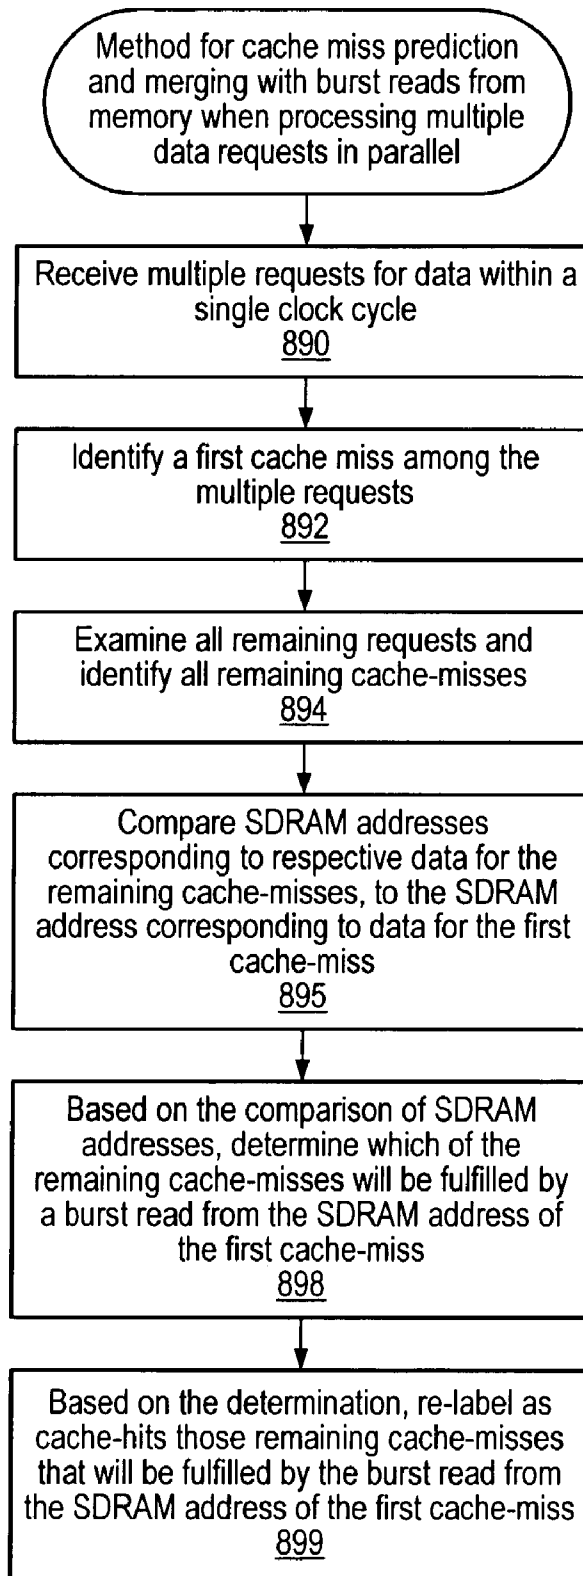 Method for cache miss prediction
and merging with burst reads from
memory when processing multiple
data requests in parallel
Receive multiple requests for data within a
single clock cycle
890
Identify a first cache miss among the
multiple requests
892
Examine all remaining requests and
identify all remaining cache-misses
894
Compare SDRAM addresses
corresponding to respective data for the
remaining cache-misses, to the SDRAM
address corresponding to data for the first
cache-miss
895
Based on the comparison of SDRAM
addresses, determine which of the
remaining cache-misses will be fulfilled by
a burst read from the SDRAM address of
the first cache-miss
898
Based on the determination, re-label as
cache-hits those remaining cache-misses
that will be fulfilled by the burst read from
the SDRAM address of the first cache-miss
899